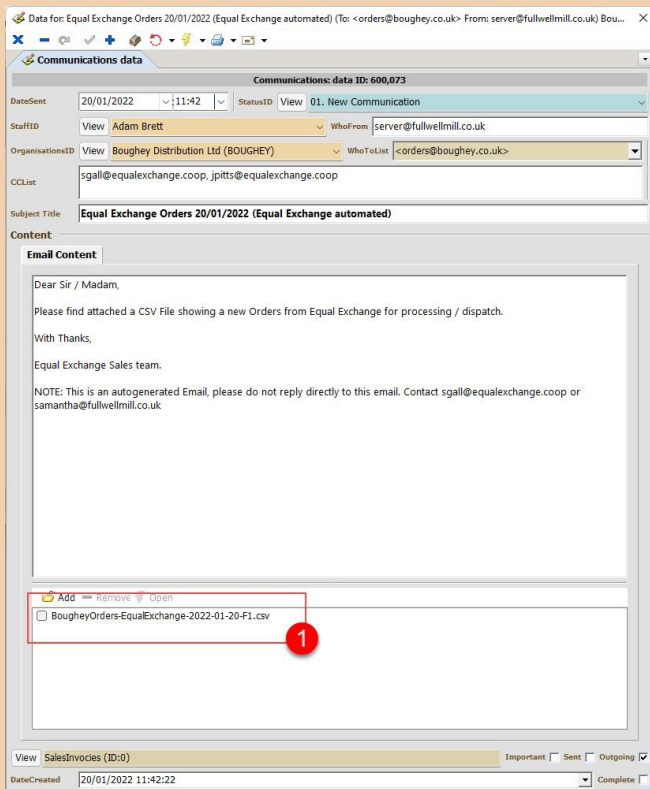 Data for: Equal Exchange Orders 20/01/2022 (Equal Exchange automated) (To: <orders@boughey.co.uk> From: server@fullwellmill.co.uk) Bou...
Communications data
Communications: data ID: 600,073
DateSent 20/01/2022 11:42 StatusID View 01. New Communication
StaffID View Adam Brett WhoFrom server@fullwellmill.co.uk
OrganisationsID View Boughey Distribution Ltd (BOUGHEY) WhoToList <orders@boughey.co.uk>
CCList sgall@equalexchange.coop, jpitts@equalexchange.coop
Subject Title Equal Exchange Orders 20/01/2022 (Equal Exchange automated)
Content
Email Content
Dear Sir / Madam,
Please find attached a CSV File showing a new Orders from Equal Exchange for processing / dispatch.
With Thanks,
Equal Exchange Sales team.
NOTE: This is an autogenerated Email, please do not reply directly to this email. Contact sgall@equalexchange.coop or
samantha@fullwellmill.co.uk
Add Remove Open
BougheyOrders-EqualExchange-2022-01-20-F1.csv
1
View SalesInvocies (ID:0) Important Sent Outgoing
DateCreated 20/01/2022 11:42:22 Complete